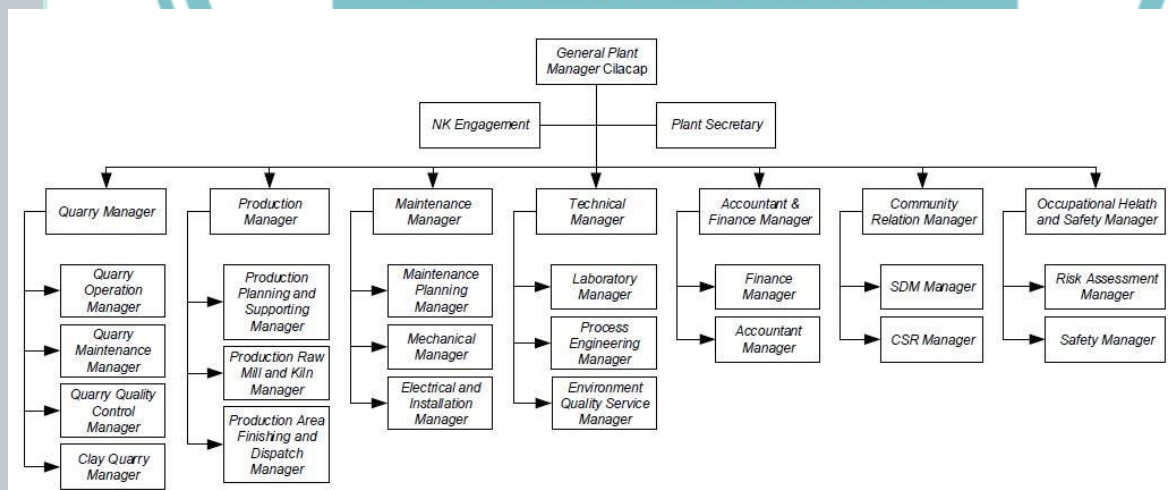 General Plant
Manager Cilacap
NK Engagement
Plant Secretary
Quarry Manager
Production
Manager
Maintenance
Manager
Technical
Manager
Accountant &
Finance Manager
Community
Relation Manager
Occupational Helath
and Safety Manager
Quarry
Operation
Manager
Quarry
Maintenance
Manager
Quarry Quality
Control
Manager
Clay Quarry
Manager
Production
Planning and
Supporting
Manager
Production Raw
Mill and Kiln
Manager
Production Area
Finishing and
Dispatch
Manager
Maintenance
Planning
Manager
Mechanical
Manager
Electrical and
Installation
Manager
Laboratory
Manager
Process
Engineering
Manager
Environment
Quality Service
Manager
Finance
Manager
Accountant
Manager
SDM Manager
CSR Manager
Risk Assessment
Manager
Safety Manager